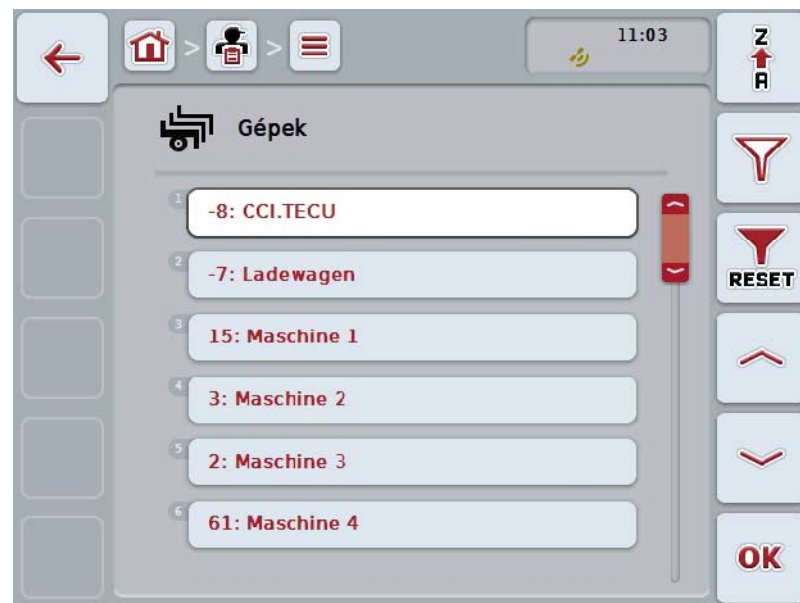 11:03
Z
A
Gépek
1
-8: CCI.TECU
2
-7: Ladewagen
RESET
3
15: Maschine 1
4
3: Maschine 2
5
2: Maschine 3
6
61: Maschine 4
OK